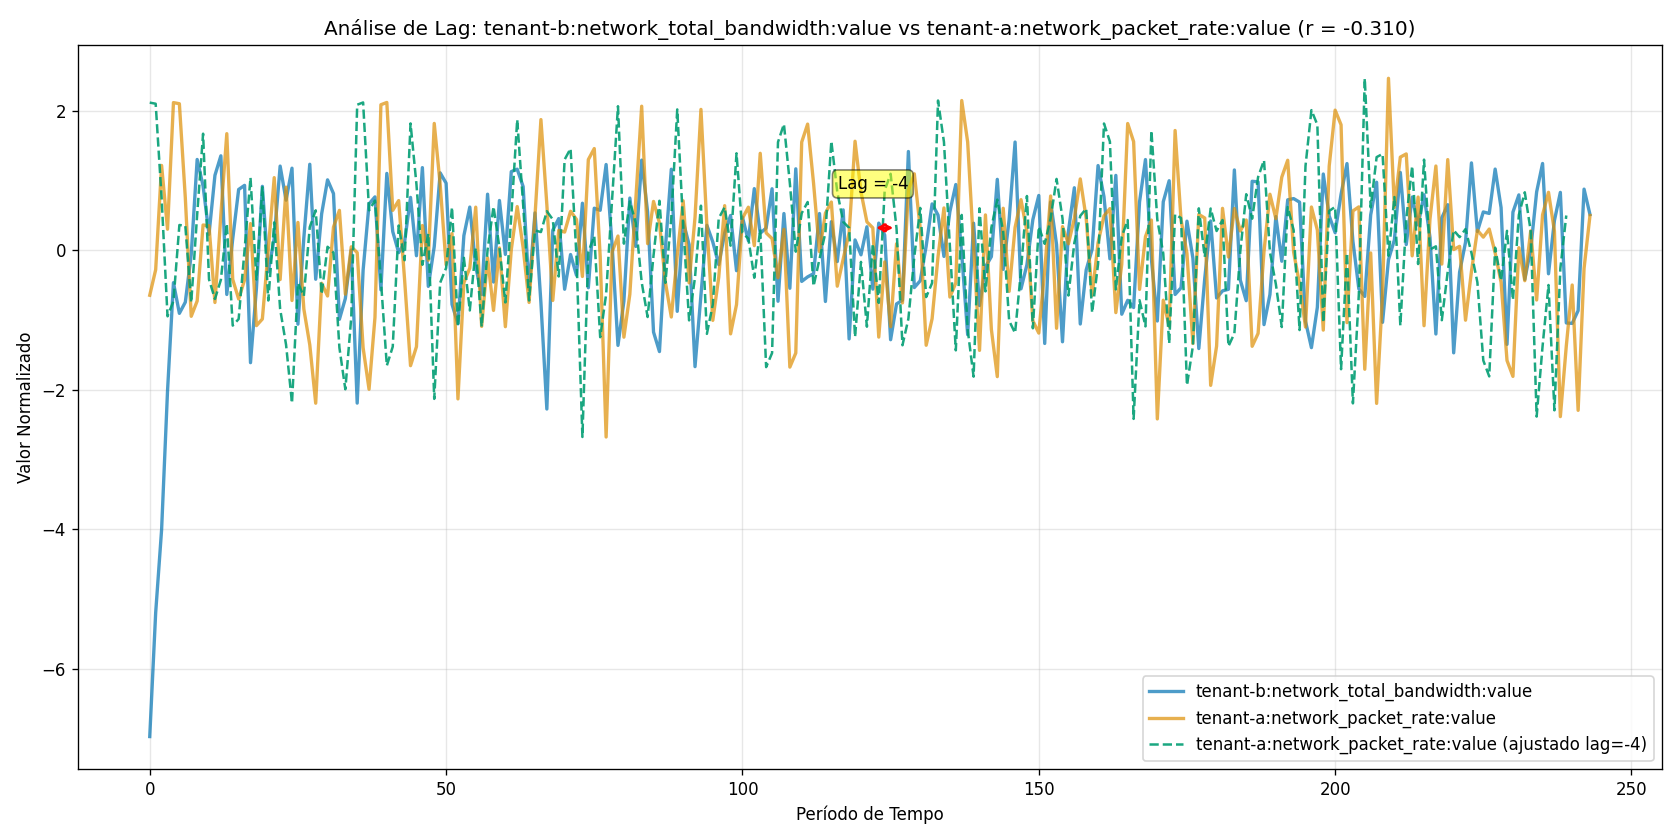 Análise de Lag: tenant-b:network_total_bandwidth:value vs tenant-a:network_packet_rate:value (r = -0.310)
Valor Normalizado
2
0
−2
−4
−6
Lag = -4
tenant-b:network_total_bandwidth:value
tenant-a:network_packet_rate:value
tenant-a:network_packet_rate:value (ajustado lag=-4)
0
50
100
150
200
250
Período de Tempo